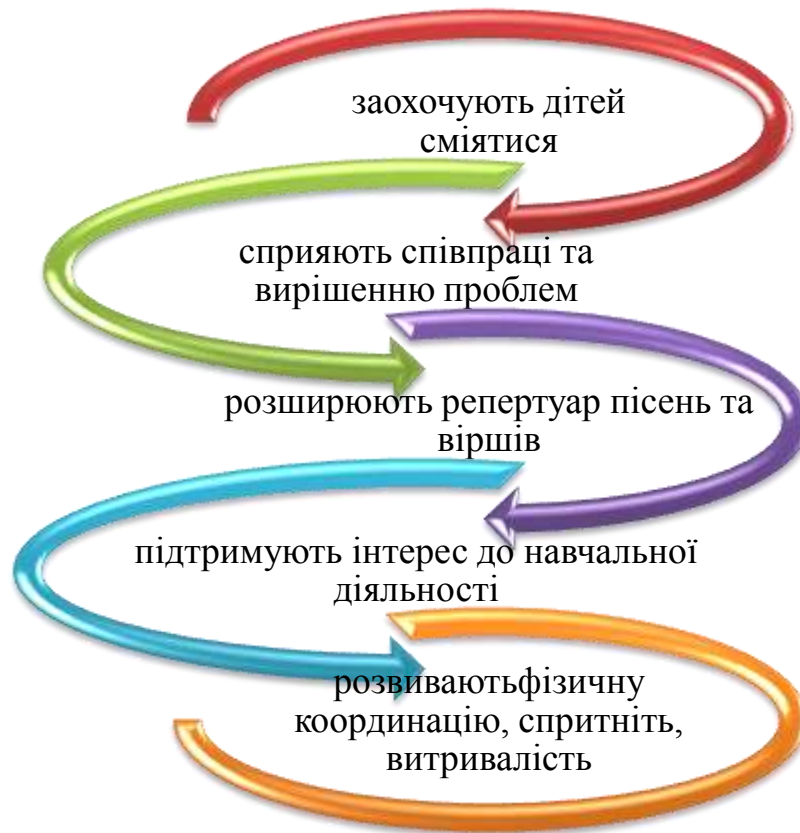 заохочують дітей
сміятися
сприяють співпраці та
вирішенню проблем
розширюють репертуар пісень та
віршів
підтримують інтерес до навчальної
діяльності
розвиваютьфізичну
координацію, спритніть,
витривалість